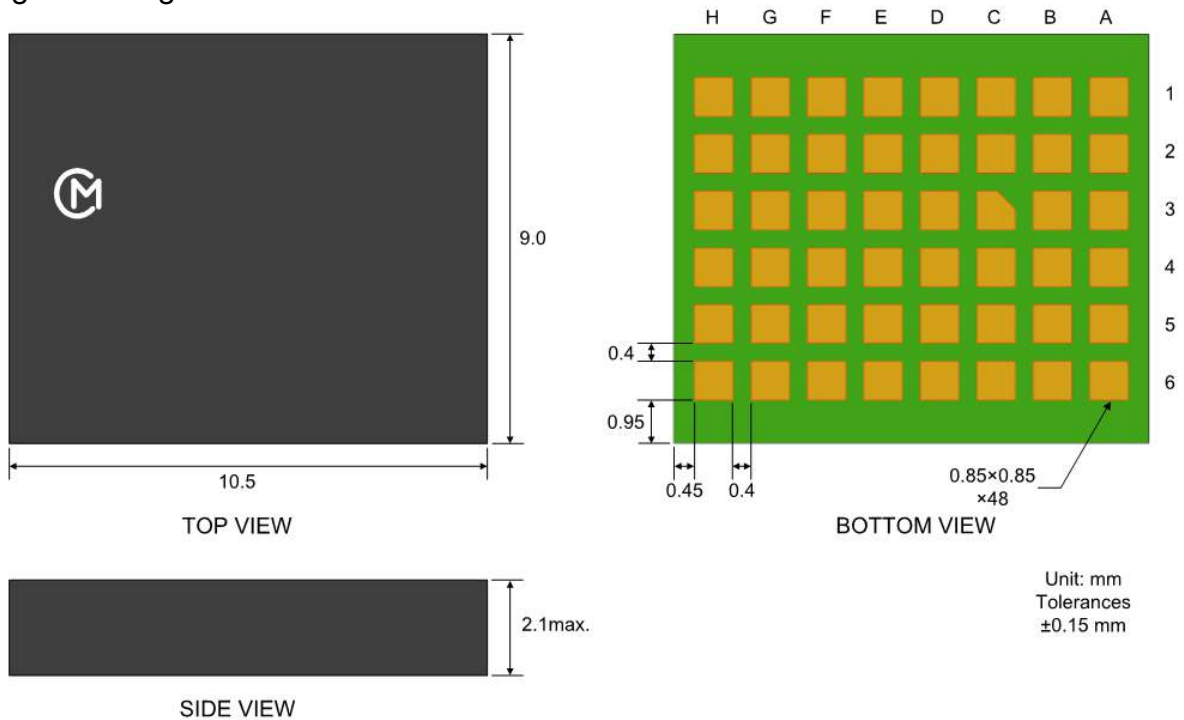 9.0
10.5
TOP VIEW
2.1max.
SIDE VIEW
H G F E D C B A
1
2
3
4
5
6
0.4
0.95
0.45
0.4
0.85×0.85
×48
BOTTOM VIEW
Unit: mm
Tolerances
±0.15 mm